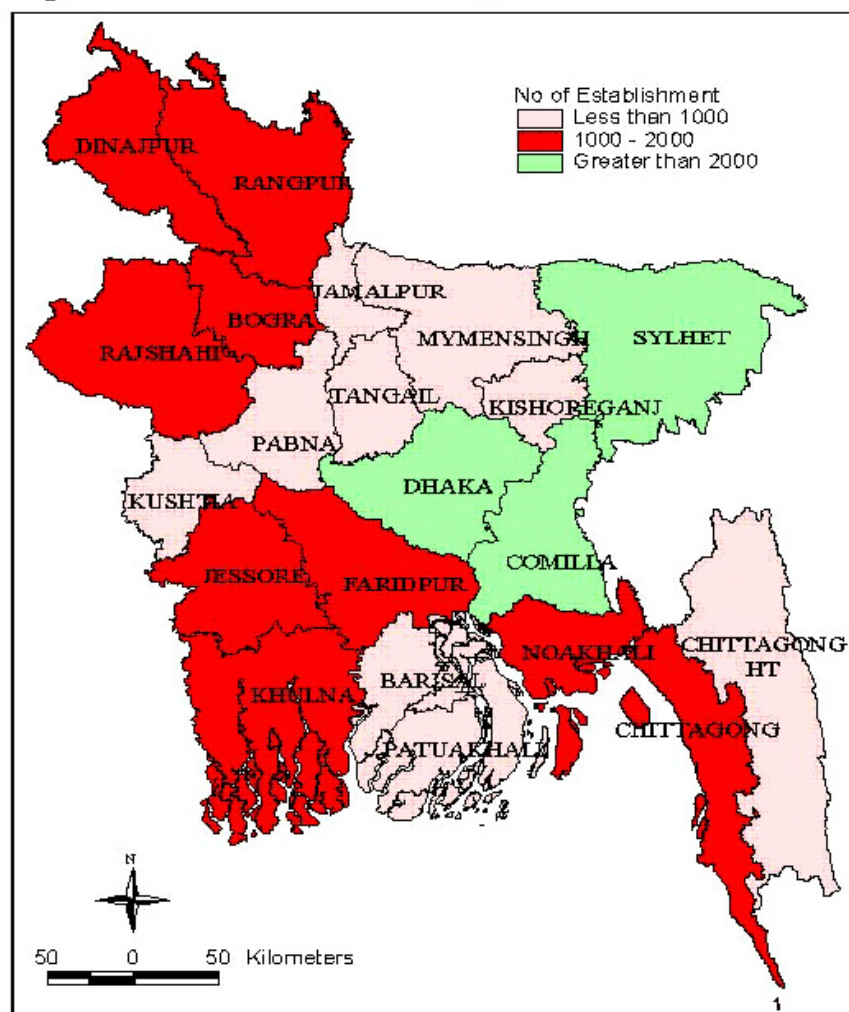 No of Establishment
Less than 1000
1000 - 2000
Greater than 2000
DINAJPUR
RANGPUR
JAMALPUR
BOGRA
MYMENSINGH
SYLHET
RAJSHAHI
TANGAIL
KISHOREGANJ
PABNA
DHAKA
KUSHTIA
COMILLA
JESSORE
FARIDPUR
NOAKHALI
CHITTAGONG
HT
BARISAL
KHULNA
CHITTAGONG
PATUAKHALI
N
50 0 50 Kilometers